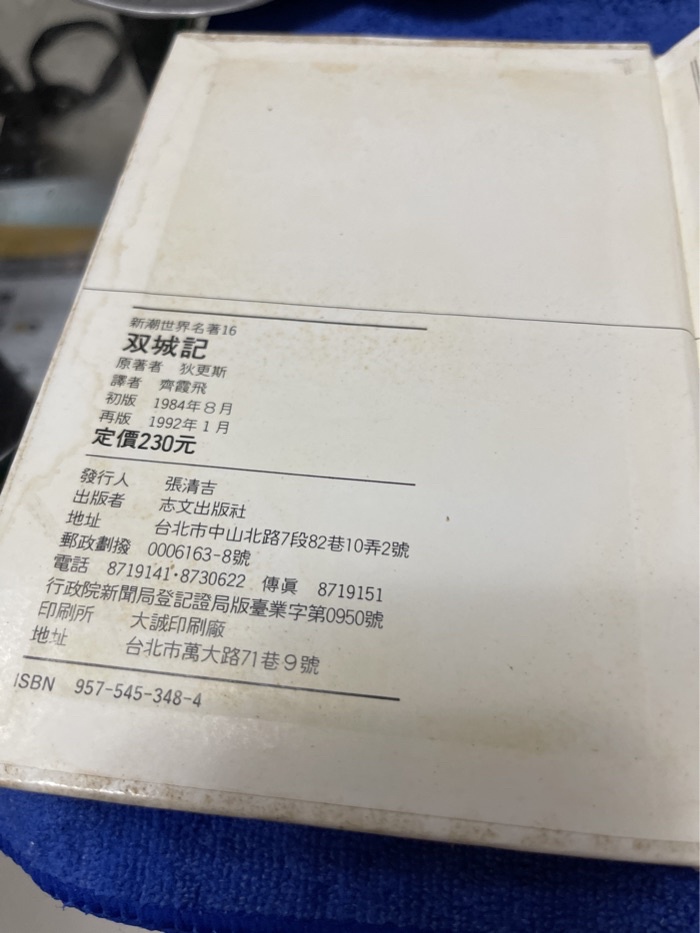 新潮世界名著16
双城記
原著者 狄更斯
譯者 齊霞飛
初版 1984年8月
再版 1992年1月
定價230元
發行人 張清吉
出版者 志文出版社
地址 台北市中山北路7段82巷10弄2號
郵政劃撥 0006163-8號
電話 8719141·8730622 傳眞 8719151
行政院新聞局登記證局版臺業字第0950號
印刷所 大誠印刷廠
地址 台北市萬大路71巷9號
ISBN 957-545-348-4